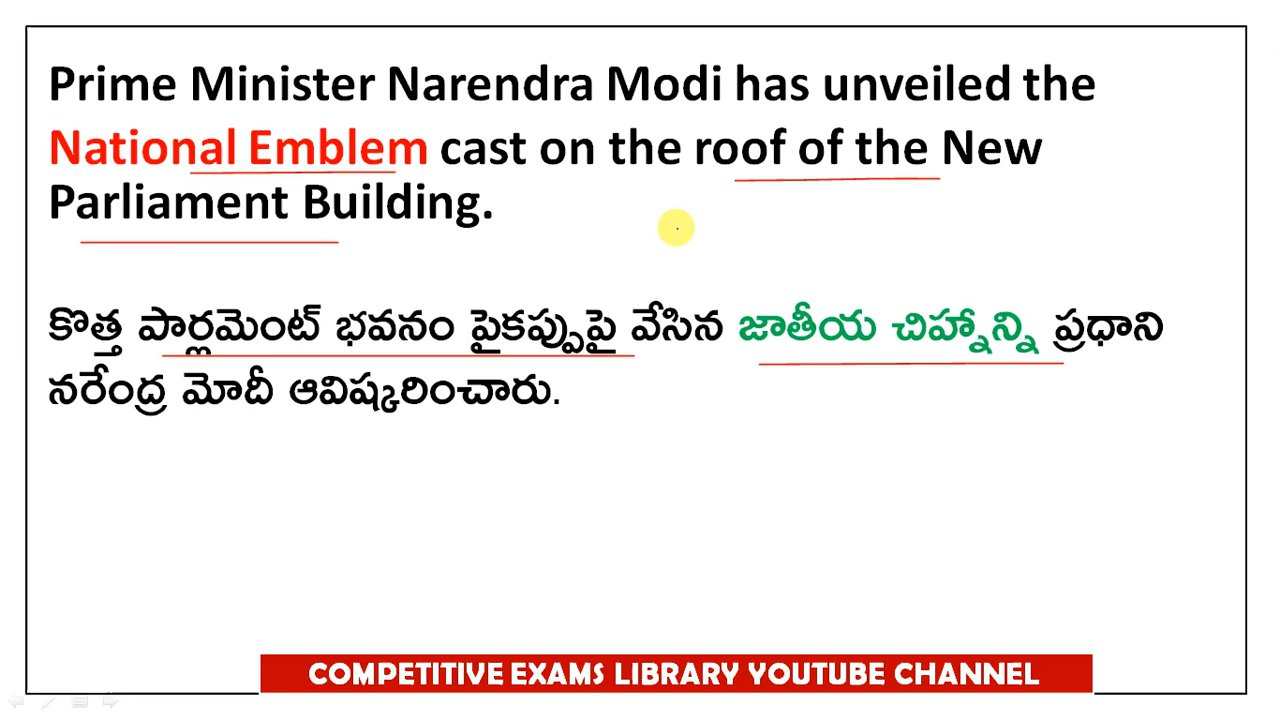 Prime Minister Narendra Modi has unveiled the
National Emblem cast on the roof of the New
Parliament Building.
కొత్త పార్లమెంట్ భవనం పైకప్పుపై వేసిన జాతీయ చిహ్నాన్ని ప్రధాని
నరేంద్ర మోదీ ఆవిష్కరించారు.
COMPETITIVE EXAMS LIBRARY YOUTUBE CHANNEL